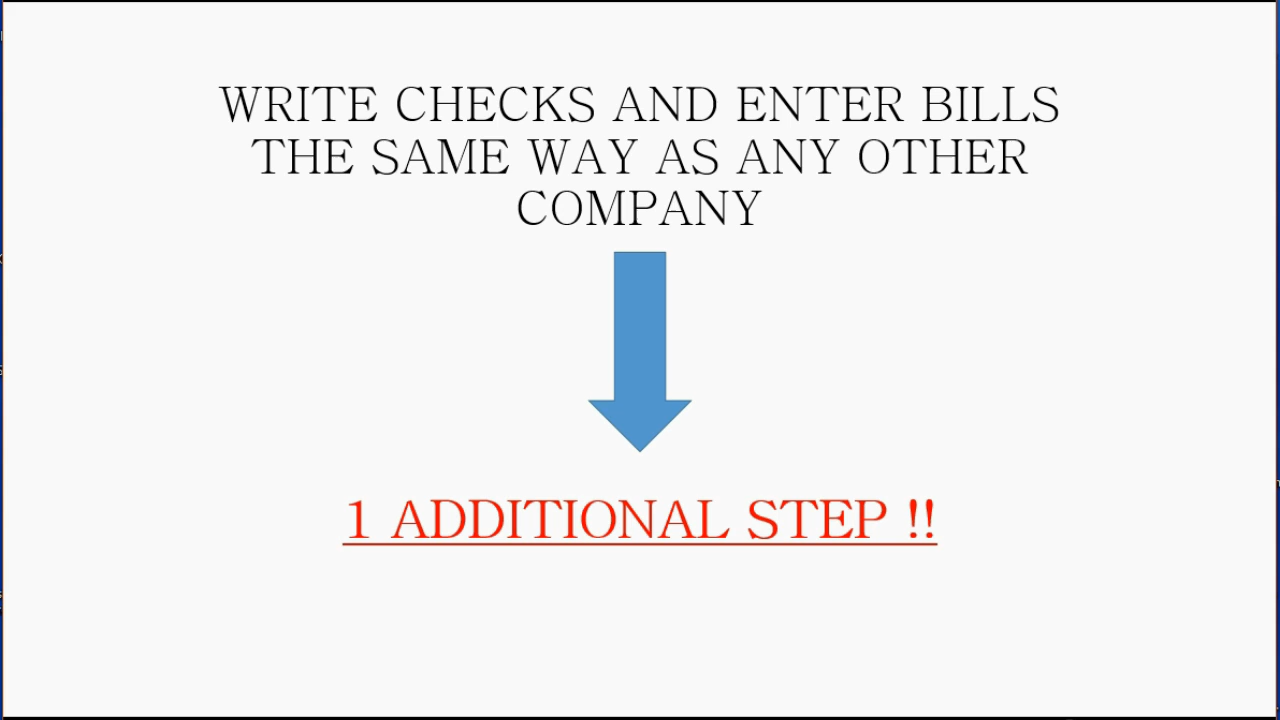 WRITE CHECKS AND ENTER BILLS
THE SAME WAY AS ANY OTHER
COMPANY
1 ADDITIONAL STEP !!